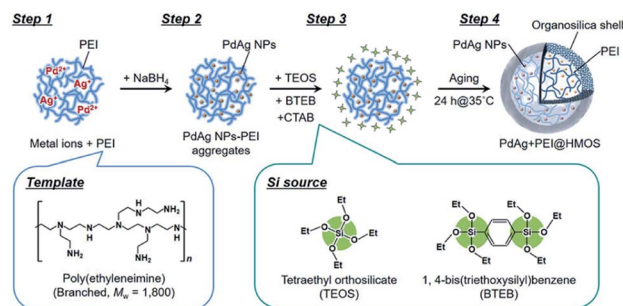 Step 1
Step 2
Step 3
Step 4
PEI
Pd2+
Ag+
Ag+
Pd2+
Metal ions + PEI
+ NaBH4
PdAg NPs
PdAg NPs-PEI
aggregates
+ TEOS
+ BTEB
+CTAB
Aging
24 h@35°C
Organosilica shell
PdAg NPs
PEI
PdAg+PEI@HMOS
Template
NH2
H
N
N
N
H
N
N
N
H
NH2
NH2
n
Poly(ethyleneimine)
(Branched, Mw = 1,800)
Si source
Et
O
Et
O
Si
O
Et
O
Et
Tetraethyl orthosilicate
(TEOS)
Et
O
Et
O
Si
O
Et
Et
O
Et
O
Si
O
Et
1, 4-bis(triethoxysilyl)benzene
(BTEB)